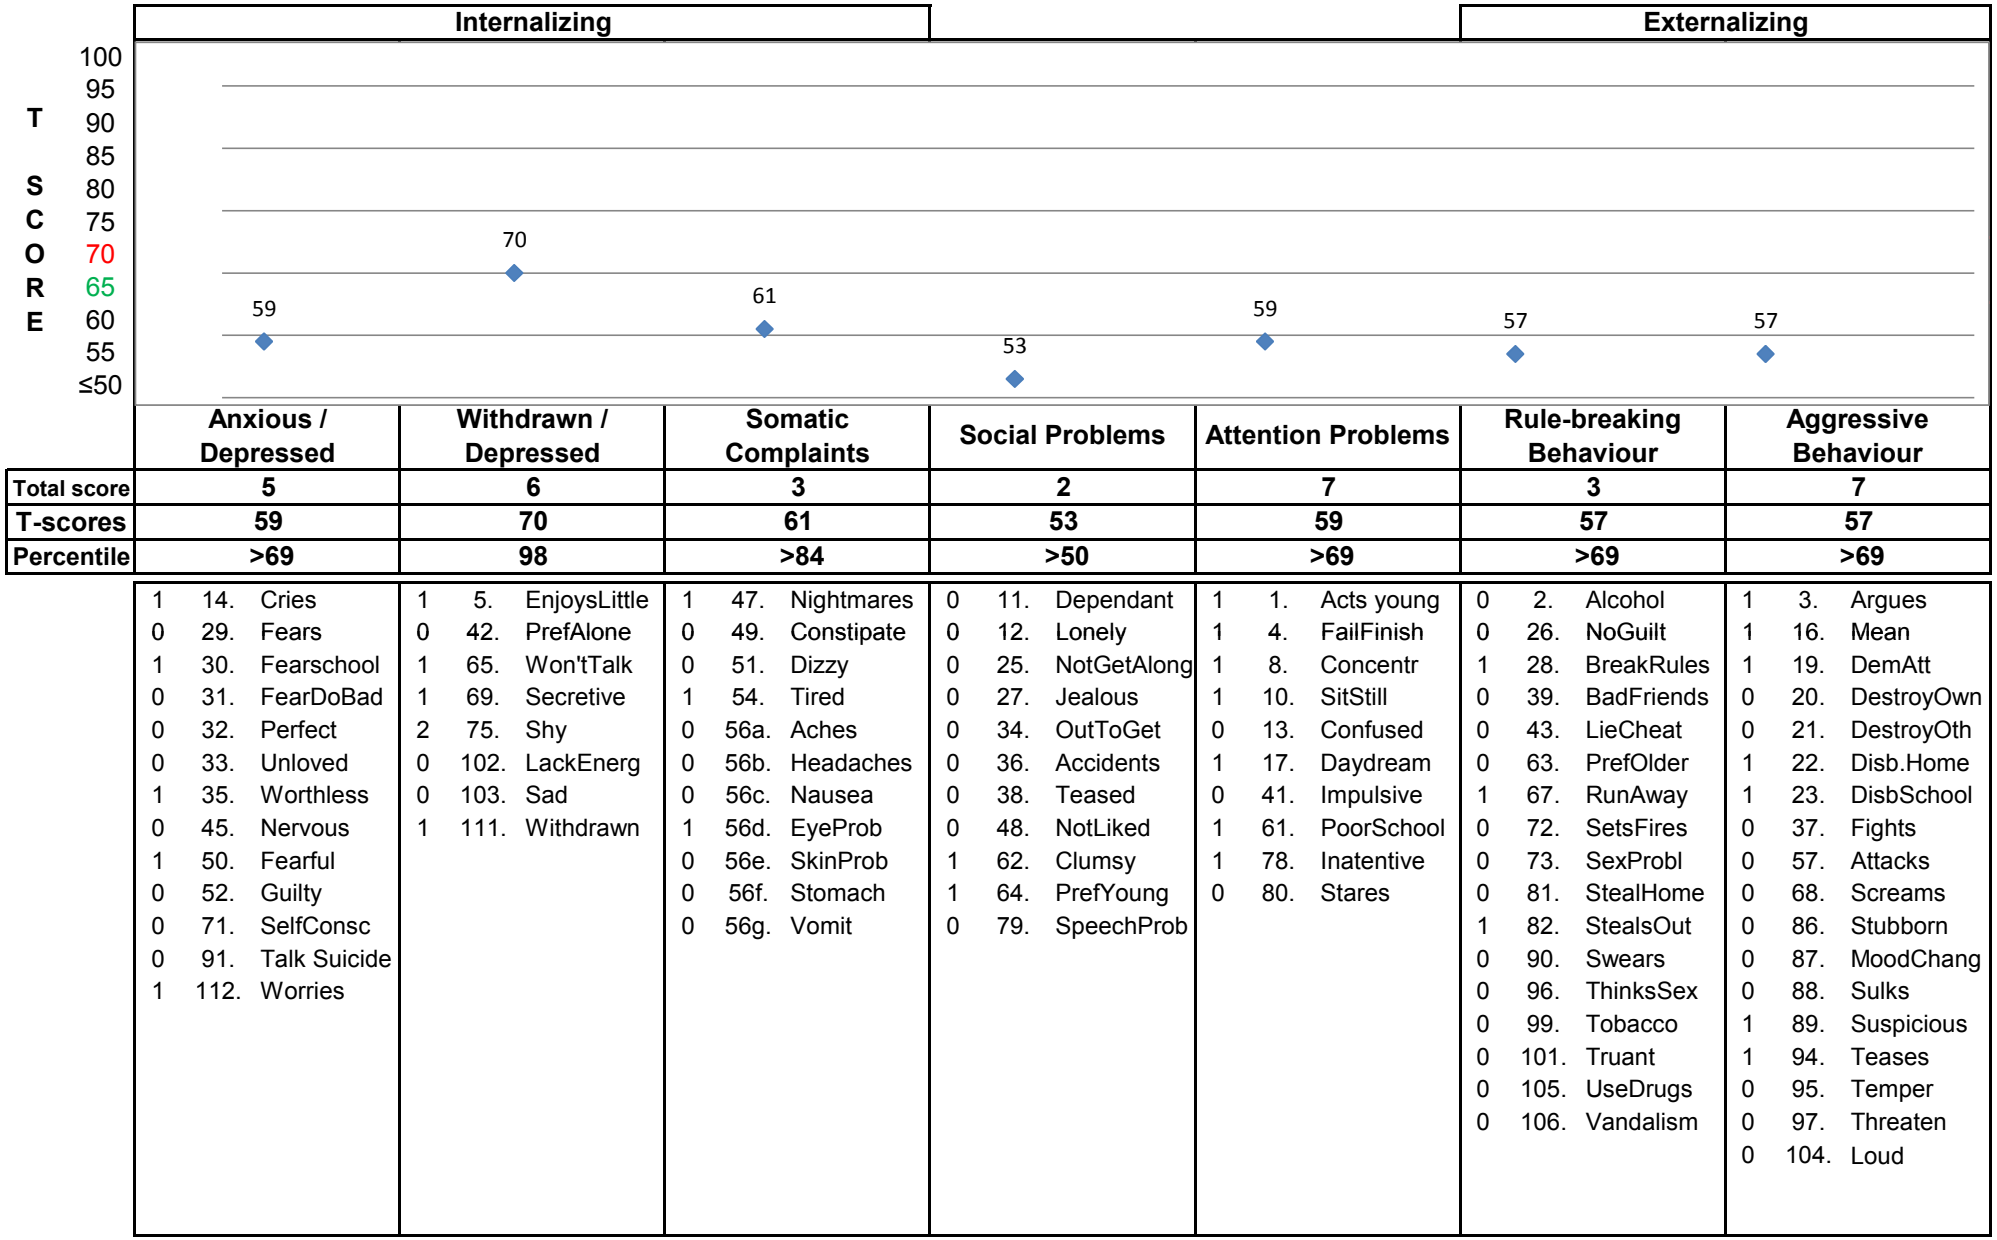 Internalizing Externalizing
100
95
T 90
85
S 80
C 75
O 70
R 65
E 60
55
≤50
59 70 61 53 59 57 57
Anxious / Depressed Withdrawn / Depressed Somatic Complaints Social Problems Attention Problems Rule-breaking Behaviour Aggressive Behaviour
Total score 5 6 3 2 7 3 7
T-scores 59 70 61 53 59 57 57
Percentile >69 98 >84 >50 >69 >69 >69
1 14. Cries 1 5. EnjoysLittle 1 47. Nightmares 0 11. Dependant 1 1. Acts young 0 2. Alcohol 1 3. Argues
0 29. Fears 0 42. PrefAlone 0 49. Constipate 0 12. Lonely 1 4. FailFinish 0 26. NoGuilt 1 16. Mean
1 30. Fearschool 1 65. Won'tTalk 0 51. Dizzy 0 25. NotGetAlong 1 8. Concentr 1 28. BreakRules 1 19. DemAtt
0 31. FearDoBad 1 69. Secretive 1 54. Tired 0 27. Jealous 1 10. SitStill 0 39. BadFriends 0 20. DestroyOwn
0 32. Perfect 2 75. Shy 0 56a. Aches 0 34. OutToGet 0 13. Confused 0 43. LieCheat 0 21. DestroyOth
0 33. Unloved 0 102. LackEnerg 0 56b. Headaches 0 36. Accidents 1 17. Daydream 0 63. PrefOlder 1 22. Disb.Home
1 35. Worthless 0 103. Sad 0 56c. Nausea 0 38. Teased 0 41. Impulsive 1 67. RunAway 1 23. DisbSchool
0 45. Nervous 1 111. Withdrawn 1 56d. EyeProb 0 48. NotLiked 1 61. PoorSchool 0 72. SetsFires 0 37. Fights
1 50. Fearful 0 56e. SkinProb 1 62. Clumsy 1 78. Inatentive 0 73. SexProbl 0 57. Attacks
0 52. Guilty 0 56f. Stomach 1 64. PrefYoung 0 80. Stares 0 81. StealHome 0 68. Screams
0 71. SelfConsc 0 56g. Vomit 0 79. SpeechProb 1 82. StealsOut 0 86. Stubborn
0 91. Talk Suicide 0 90. Swears 0 87. MoodChang
1 112. Worries 0 96. ThinksSex 0 88. Sulks
0 99. Tobacco 1 89. Suspicious
0 101. Truant 1 94. Teases
0 105. UseDrugs 0 95. Temper
0 106. Vandalism 0 97. Threaten
0 104. Loud